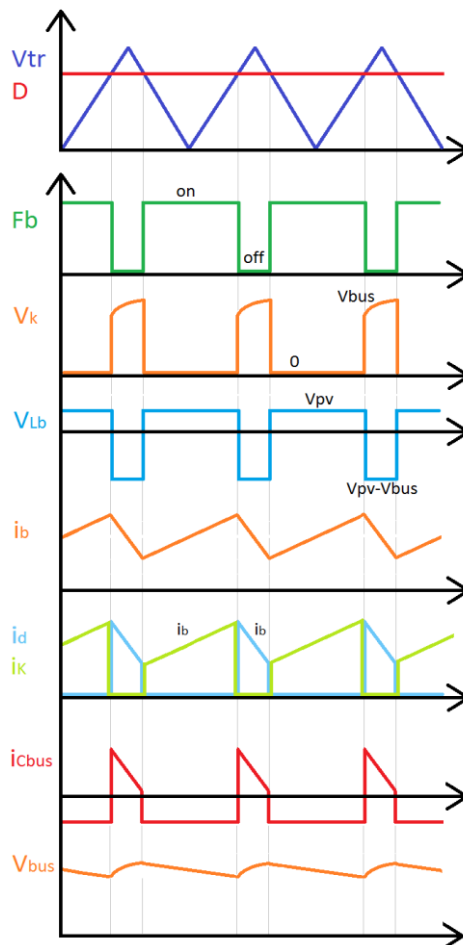 Vtr
D
Fb
on
off
Vk
Vbus
0
VLb
Vpv
Vpv-Vbus
ib
id
iK
ib
ib
iCbus
Vbus